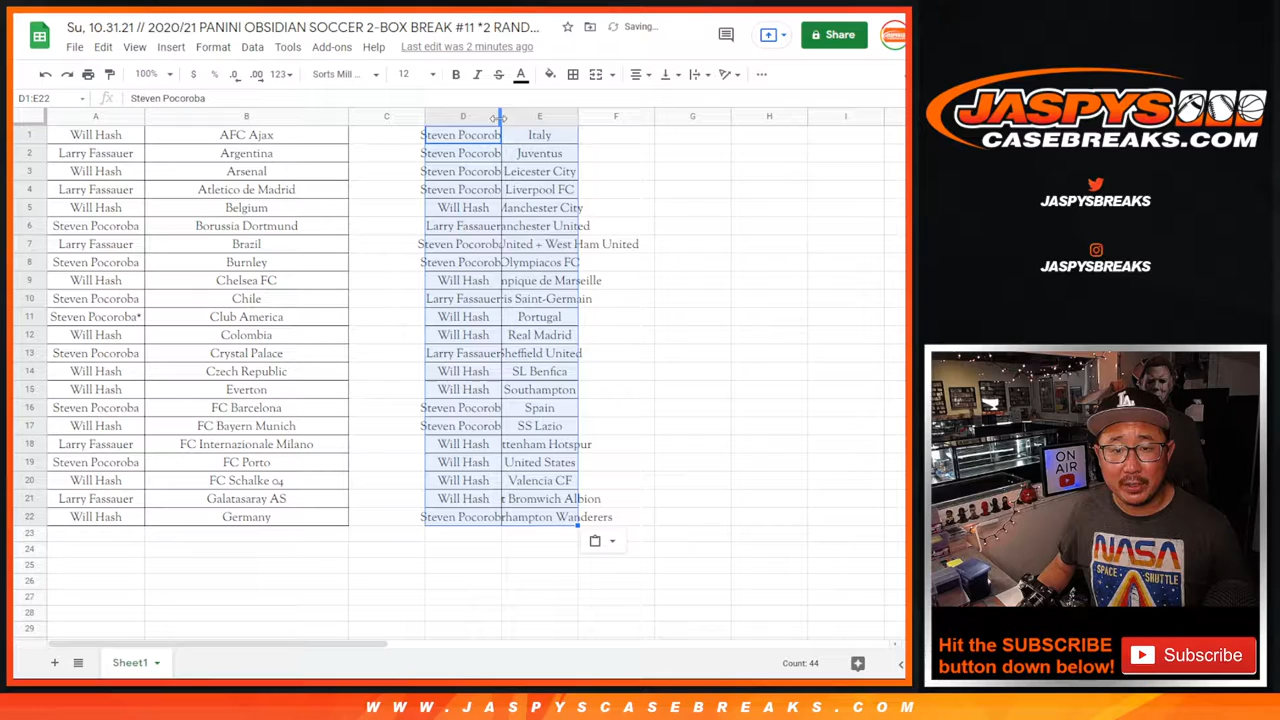 Su, 10.31.21 // 2020/21 PANINI OBSIDIAN SOCCER 2-BOX BREAK #11 *2 RAND... Saving...
File Edit View Insert Format Data Tools Add-ons Help Last edit was 2 minutes ago
Share
100% $ % .0 .00 123 Sorts Mill ... 12 B I S A
D1:E22 fx Steven Pocoroba
A B C D E F G H I
1 Will Hash AFC Ajax Steven Pocorob Italy
2 Larry Fassauer Argentina Steven Pocorob Juventus
3 Will Hash Arsenal Steven Pocorob Leicester City
4 Larry Fassauer Atletico de Madrid Steven Pocorob Liverpool FC
5 Will Hash Belgium Will Hash Manchester City
6 Steven Pocoroba Borussia Dortmund Larry Fassauer nchester United
7 Larry Fassauer Brazil Steven Pocorob United + West Ham United
8 Steven Pocoroba Burnley Steven Pocorob Olympiacos FC
9 Will Hash Chelsea FC Will Hash mpique de Marseille
10 Steven Pocoroba Chile Larry Fassauer is Saint-Germain
11 Steven Pocoroba* Club America Will Hash Portugal
12 Will Hash Colombia Will Hash Real Madrid
13 Steven Pocoroba Crystal Palace Larry Fassauer Sheffield United
14 Will Hash Czech Republic Will Hash SL Benfica
15 Will Hash Everton Will Hash Southampton
16 Steven Pocoroba FC Barcelona Steven Pocorob Spain
17 Will Hash FC Bayern Munich Steven Pocorob SS Lazio
18 Larry Fassauer FC Internazionale Milano Will Hash ttenham Hotspur
19 Steven Pocoroba FC Porto Will Hash United States
20 Will Hash FC Schalke 04 Will Hash Valencia CF
21 Larry Fassauer Galatasaray AS Will Hash t Bromwich Albion
22 Will Hash Germany Steven Pocorob rhampton Wanderers
23
24
25
26
27
28
29
Sheet1
Count: 44
JASPYS
CASEBREAKS.COM
JASPYSBREAKS
JASPYSBREAKS
LA
ON
AIR
NASA
SPACE SHUTTLE
Hit the SUBSCRIBE
button down below!
Subscribe
WWW.JASPYSCASEBREAKS.COM